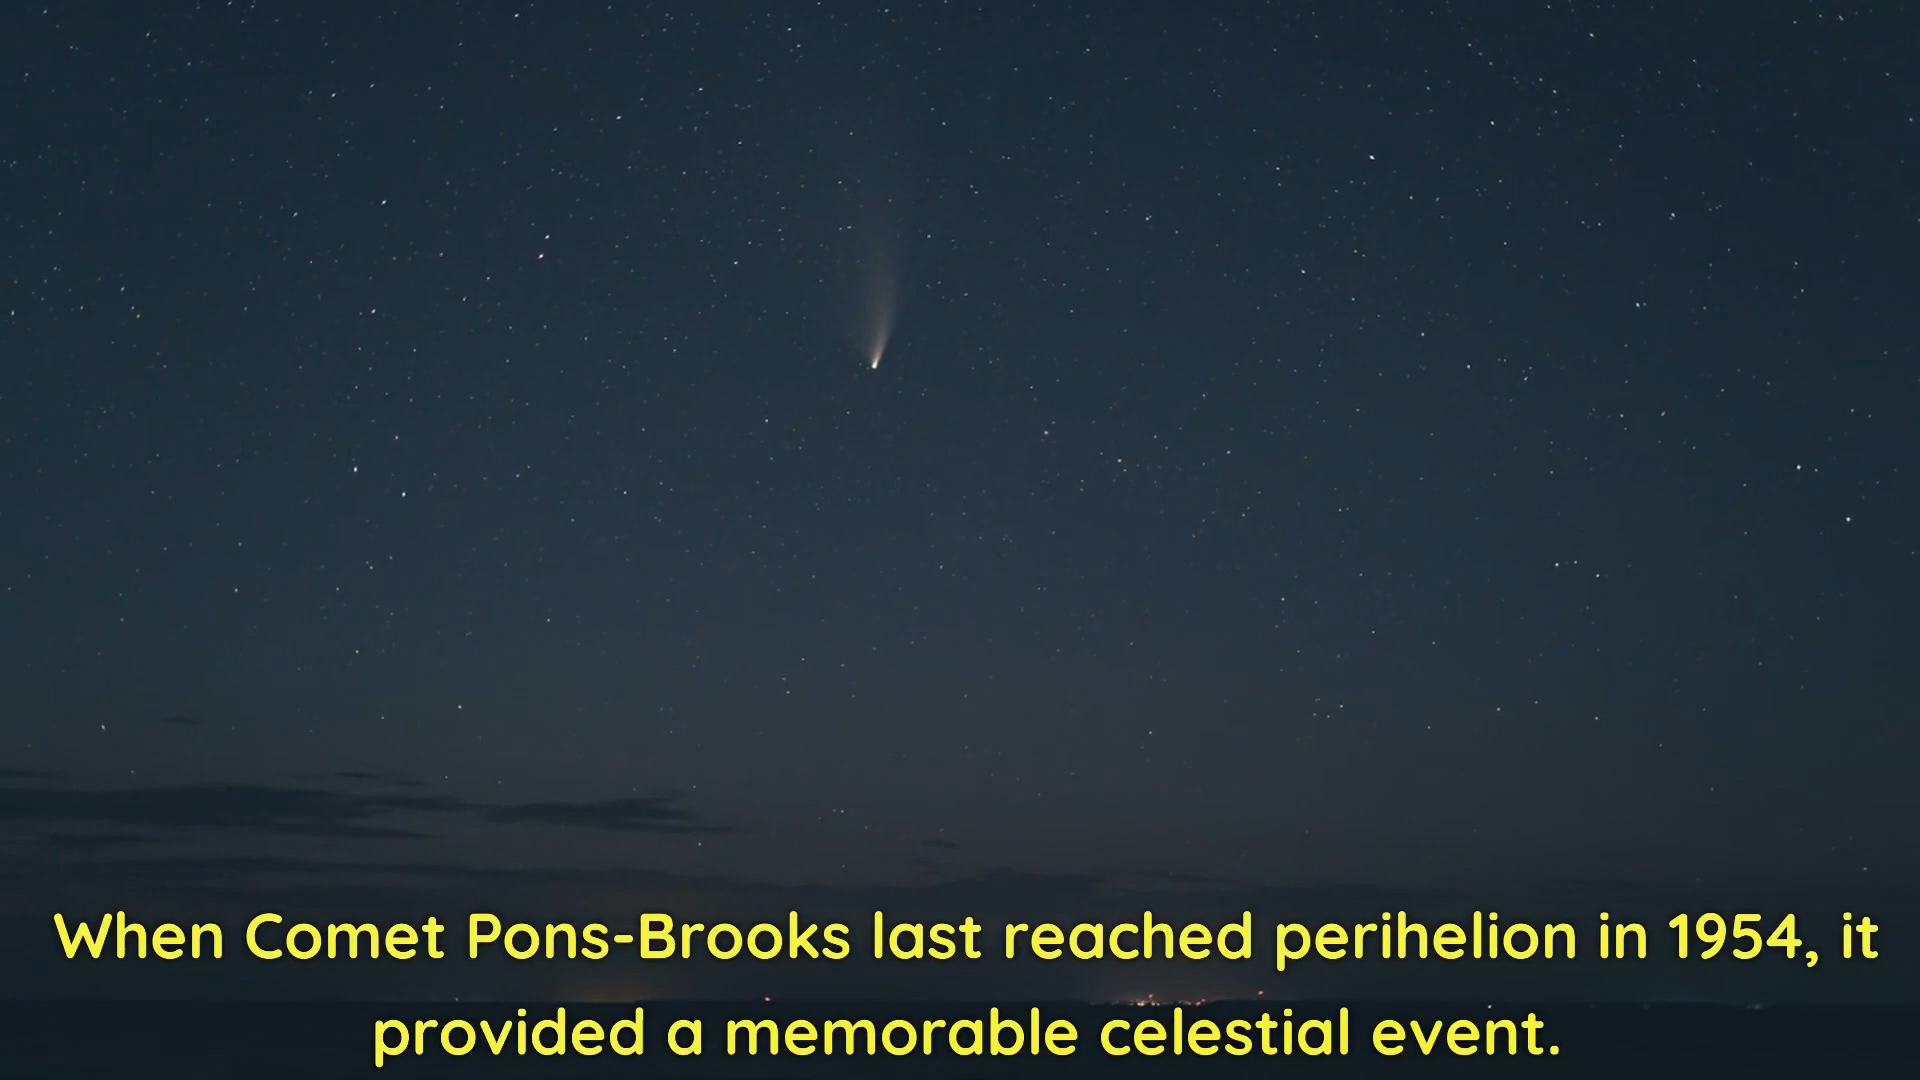 When Comet Pons-Brooks last reached perihelion in 1954, it
provided a memorable celestial event.